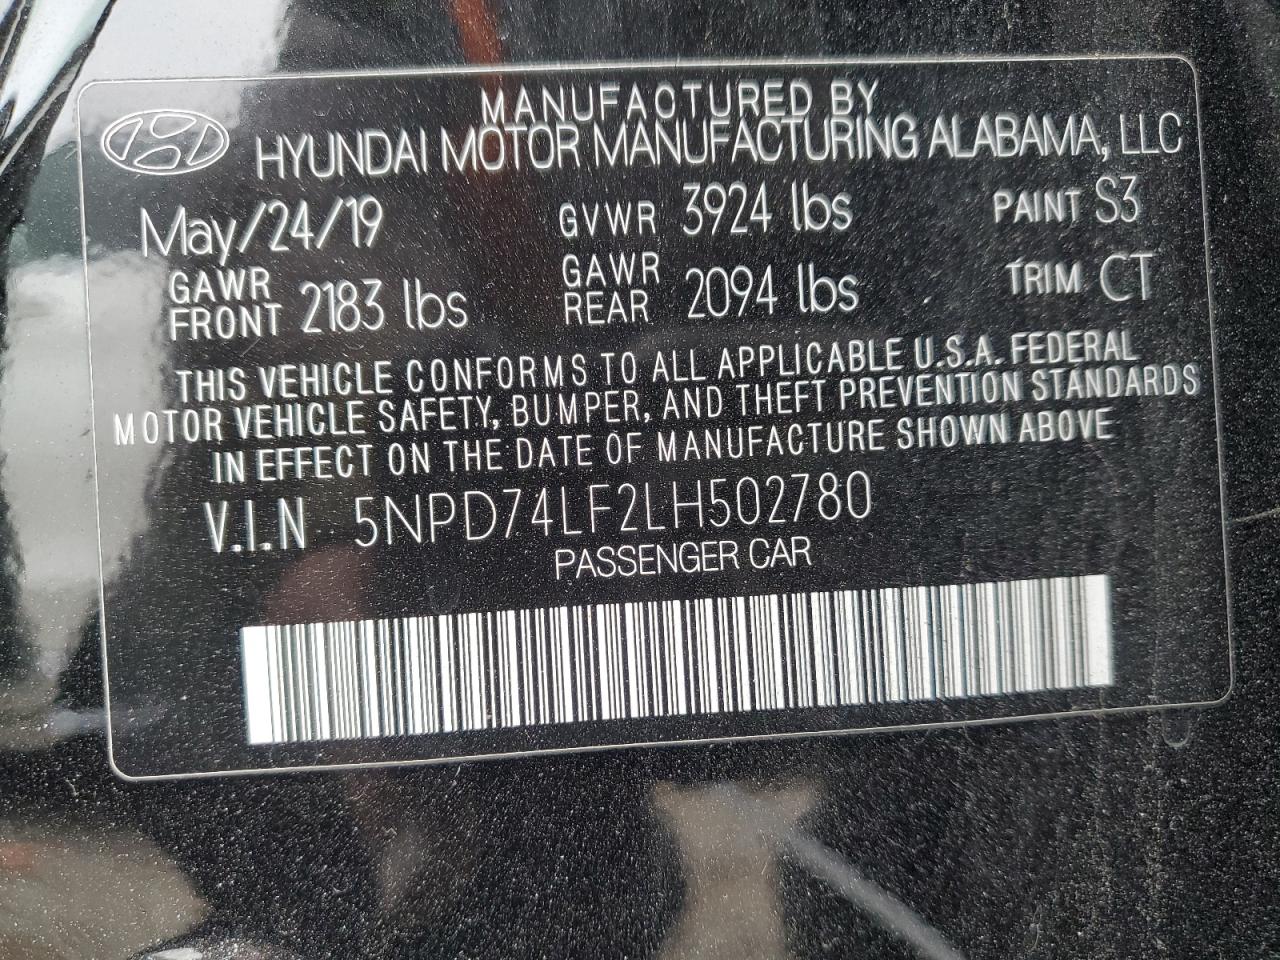 MANUFACTURED BY
HYUNDAI MOTOR MANUFACTURING ALABAMA, LLC
May/24/19 GVWR 3924 lbs PAINT S3
GAWR FRONT 2183 lbs GAWR REAR 2094 lbs TRIM CT
THIS VEHICLE CONFORMS TO ALL APPLICABLE U.S.A. FEDERAL
MOTOR VEHICLE SAFETY, BUMPER, AND THEFT PREVENTION STANDARDS
IN EFFECT ON THE DATE OF MANUFACTURE SHOWN ABOVE
V.I.N 5NPD74LF2LH502780
PASSENGER CAR